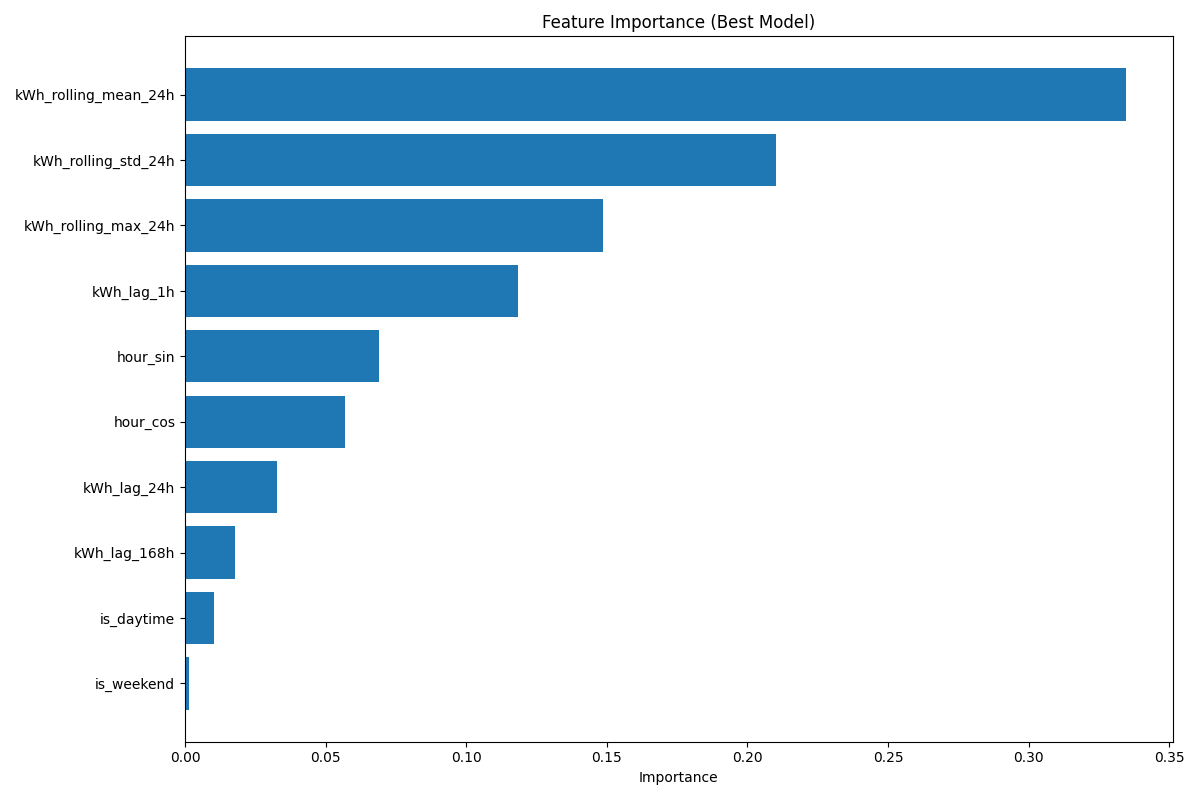 Feature Importance (Best Model)
kWh_rolling_mean_24h
kWh_rolling_std_24h
kWh_rolling_max_24h
kWh_lag_1h
hour_sin
hour_cos
kWh_lag_24h
kWh_lag_168h
is_daytime
is_weekend
0.00 0.05 0.10 0.15 0.20 0.25 0.30 0.35
Importance